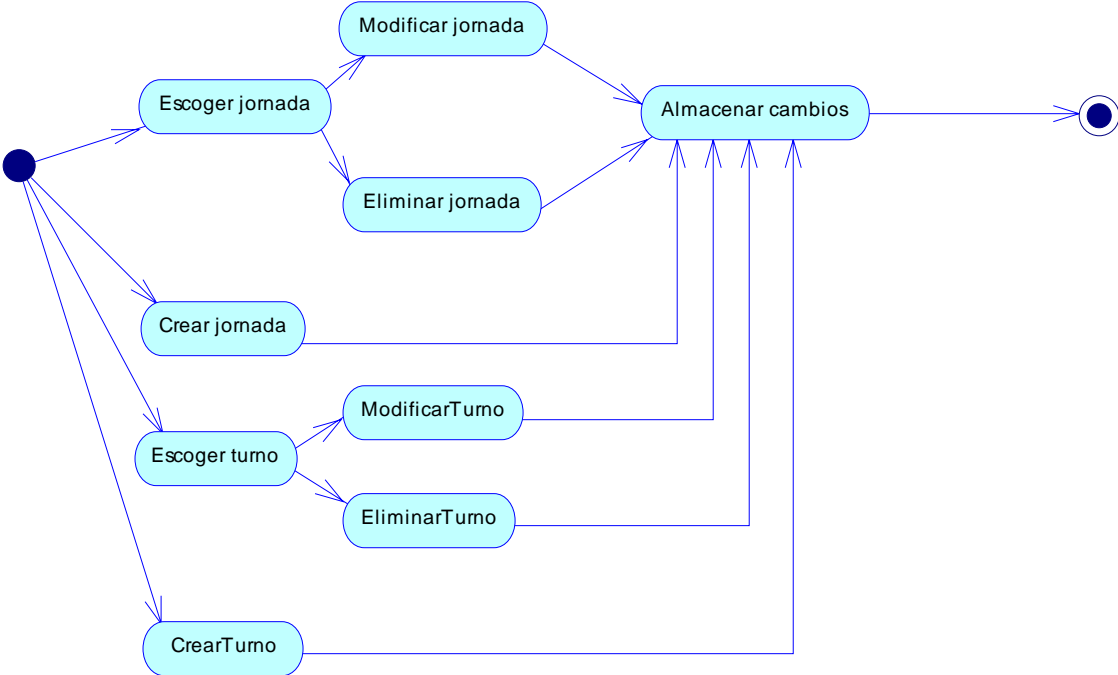 Modificar jornada
Escoger jornada
Almacenar cambios
Eliminar jornada
Crear jornada
ModificarTurno
Escoger turno
EliminarTurno
CrearTurno